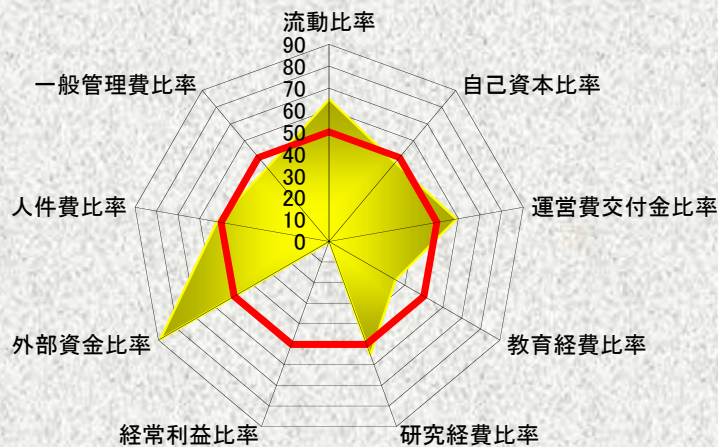 流動比率
90
80
70
60
50
40
30
20
10
0
自己資本比率
運営費交付金比率
教育経費比率
研究経費比率
経常利益比率
外部資金比率
人件費比率
一般管理費比率